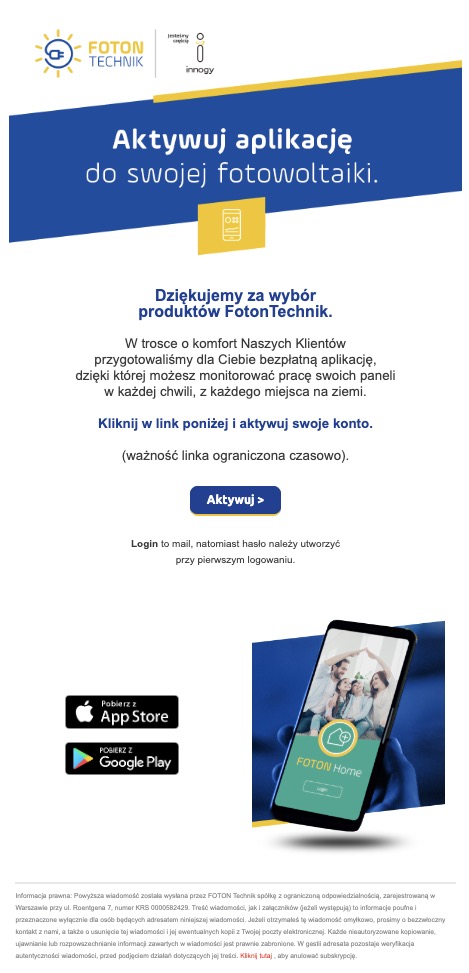 FOTON
TECHNIK
jesteśmy
częścią
innogy
Aktywuj aplikację
do swojej fotowoltaiki.
Dziękujemy za wybór
produktów FotonTechnik.
W trosce o komfort Naszych Klientów
przygotowaliśmy dla Ciebie bezpłatną aplikację,
dzięki której możesz monitorować pracę swoich paneli
w każdej chwili, z każdego miejsca na ziemi.
Kliknij w link poniżej i aktywuj swoje konto.
(ważność linka ograniczona czasowo).
Aktywuj >
Login to mail, natomiast hasło należy utworzyć
przy pierwszym logowaniu.
Pobierz z
App Store
POBIERZ Z
Google Play
FOTON Home
Login
Informacja prawna: Powyższa wiadomość została wysłana przez FOTON Technik spółkę z ograniczoną odpowiedzialnością, zarejestrowaną w
Warszawie przy ul. Roentgena 7, numer KRS 0000582429. Treść wiadomości, jak i załączników (jeżeli występują) to informacje poufne i
przeznaczone wyłącznie dla osób będących adresatem niniejszej wiadomości. Jeżeli otrzymałeś tę wiadomość omyłkowo, prosimy o bezzwłoczny
kontakt z nami, a także o usunięcie tej wiadomości i jej ewentualnych kopii z Twojej poczty elektronicznej. Każde nieautoryzowane kopiowanie,
ujawnianie lub rozpowszechnianie informacji zawartych w wiadomości jest prawnie zabronione. W gestii adresata pozostaje weryfikacja
autentyczności wiadomości, przed podjęciem działań dotyczących jej treści. Kliknij tutaj , aby anulować subskrypcję.